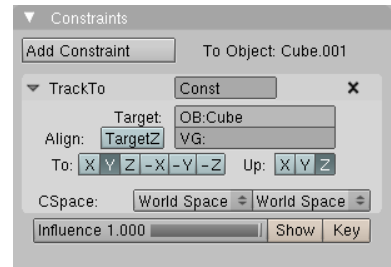 Constraints
Add Constraint To Object: Cube.001
TrackTo Const
Target: OB:Cube
Align: TargetZ VG:
To: X Y Z -X -Y -Z Up: X Y Z
CSpace: World Space World Space
Influence 1.000 Show Key